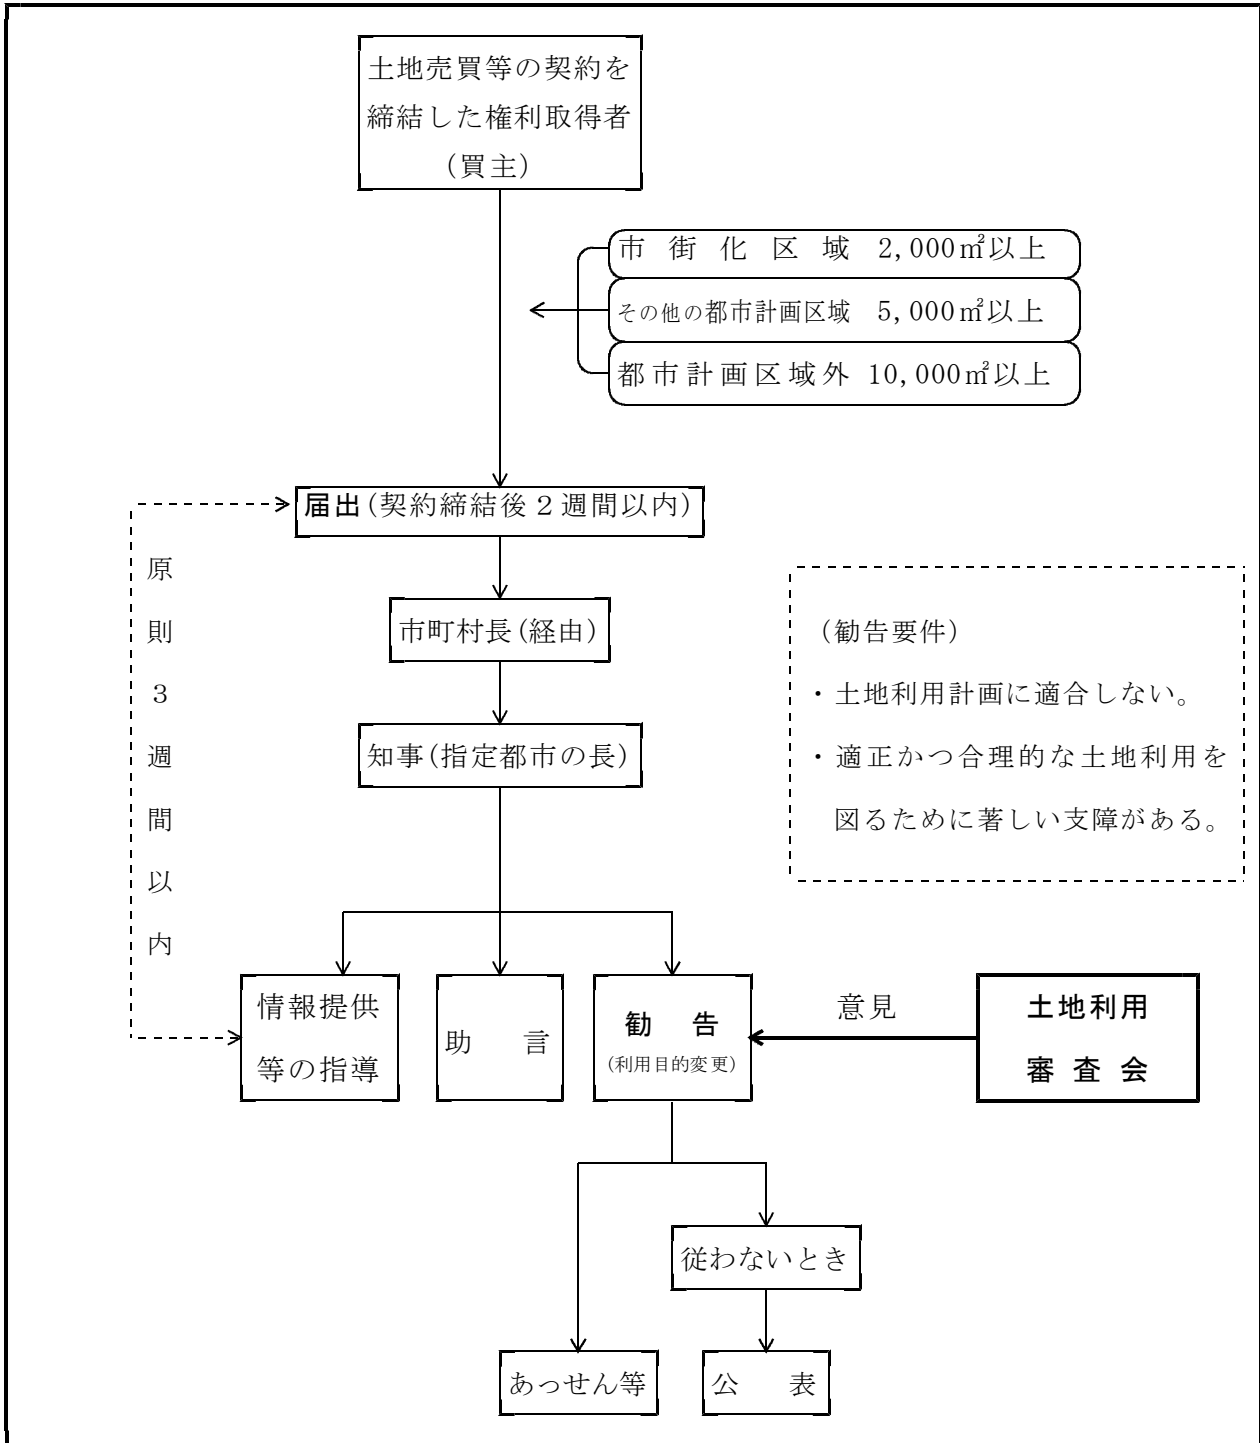 土地売買等の契約を
締結した権利取得者
(買主)
市街化区域 2,000㎡以上
その他の都市計画区域 5,000㎡以上
都市計画区域外 10,000㎡以上
届出(契約締結後２週間以内)
原則３週間以内
市町村長(経由)
知事(指定都市の長)
(勧告要件)
・土地利用計画に適合しない。
・適正かつ合理的な土地利用を
図るために著しい支障がある。
情報提供
等の指導
助言
勧告
(利用目的変更)
意見
土地利用
審査会
従わないとき
あっせん等
公表